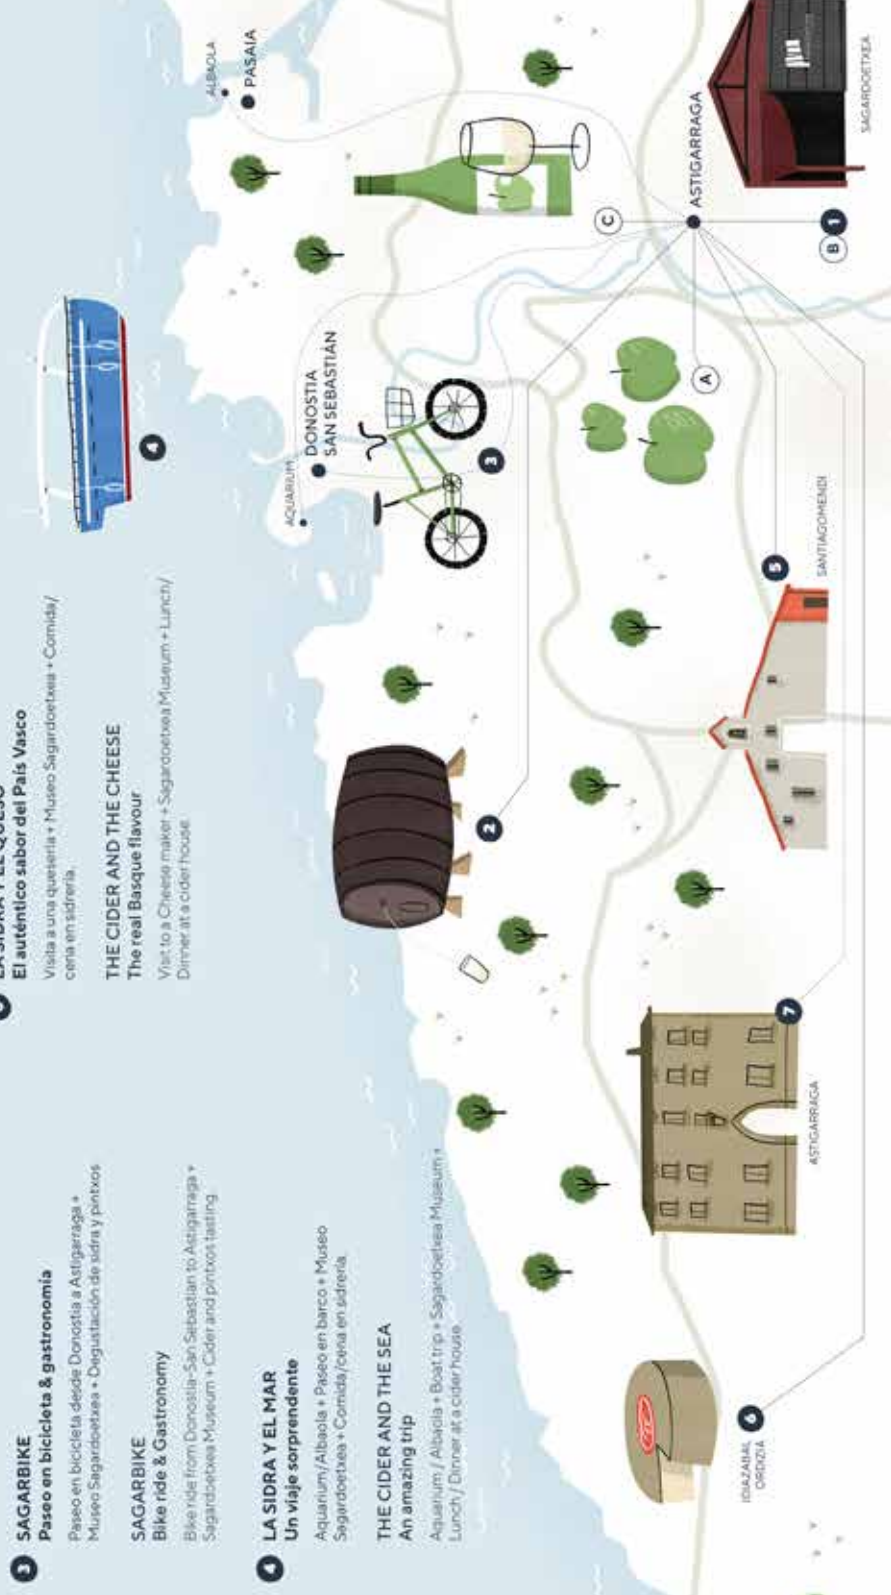 3 SAGARBIKE
Paseo en bicicleta & gastronomía
Paseo en bicicleta desde Donostia a Astigarraga +
Museo Sagardoetxea + Degustación de sidra y pintxos
SAGARBIKE
Bike ride & Gastronomy
Bike ride from Donostia-San Sebastian to Astigarraga +
Sagardoetxea Museum + Cider and pintxos tasting.
4 LA SIDRA Y EL MAR
Un viaje sorprendente
Aquarium/Albaola + Paseo en barco + Museo
Sagardoetxea + Comida/cena en sidrería.
THE CIDER AND THE SEA
An amazing trip
Aquarium / Albaola + Boat trip + Sagardoetxea Museum +
Lunch / Dinner at a cider house.
LA SIDRA Y EL QUESO
El auténtico sabor del País Vasco
Visita a una quesería + Museo Sagardoetxea + Comida/
cena en sidrería.
THE CIDER AND THE CHEESE
The real Basque flavour
Visit to a Cheese maker + Sagardoetxea Museum + Lunch/
Dinner at a cider house.
4
ALBAOLA
PASAIA
AQUARIUM
DONOSTIA
SAN SEBASTIÁN
3
2
C
ASTIGARRAGA
A
B 1
SAGARDOETXEA
5
SANTIAGOMENDI
7
ASTIGARRAGA
IDIAZABAL
ORDIZIA
6